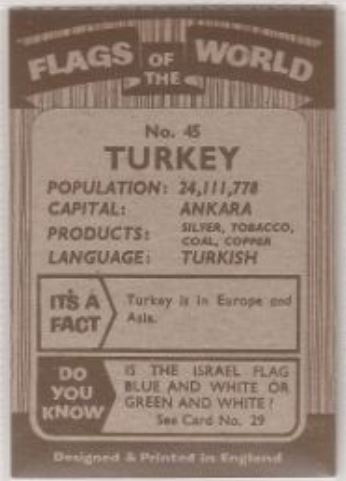 FLAGS OF THE WORLD
No. 45
TURKEY
POPULATION: 24,111,778
CAPITAL: ANKARA
PRODUCTS: SILVER, TOBACCO, COAL, COPPER
LANGUAGE: TURKISH
IT'S A FACT
Turkey is in Europe and
Asia.
DO YOU KNOW
IS THE ISRAEL FLAG
BLUE AND WHITE OR
GREEN AND WHITE?
See Card No. 29
Designed & Printed in England